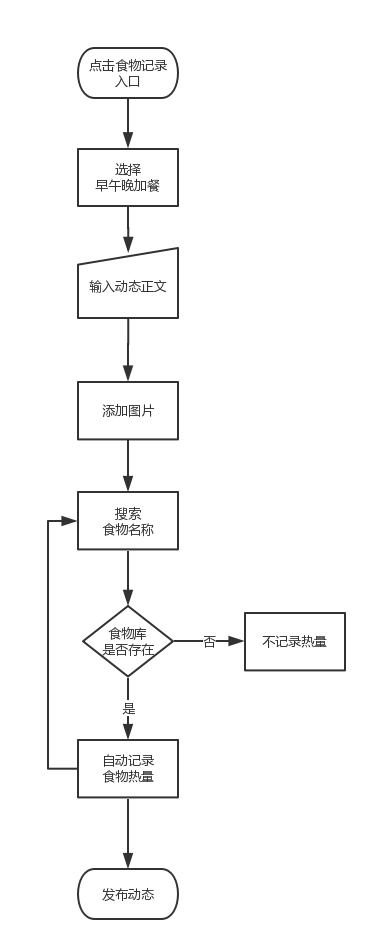 点击食物记录
入口
选择
早午晚加餐
输入动态正文
添加图片
搜索
食物名称
食物库
是否存在
否
不记录热量
是
自动记录
食物热量
发布动态